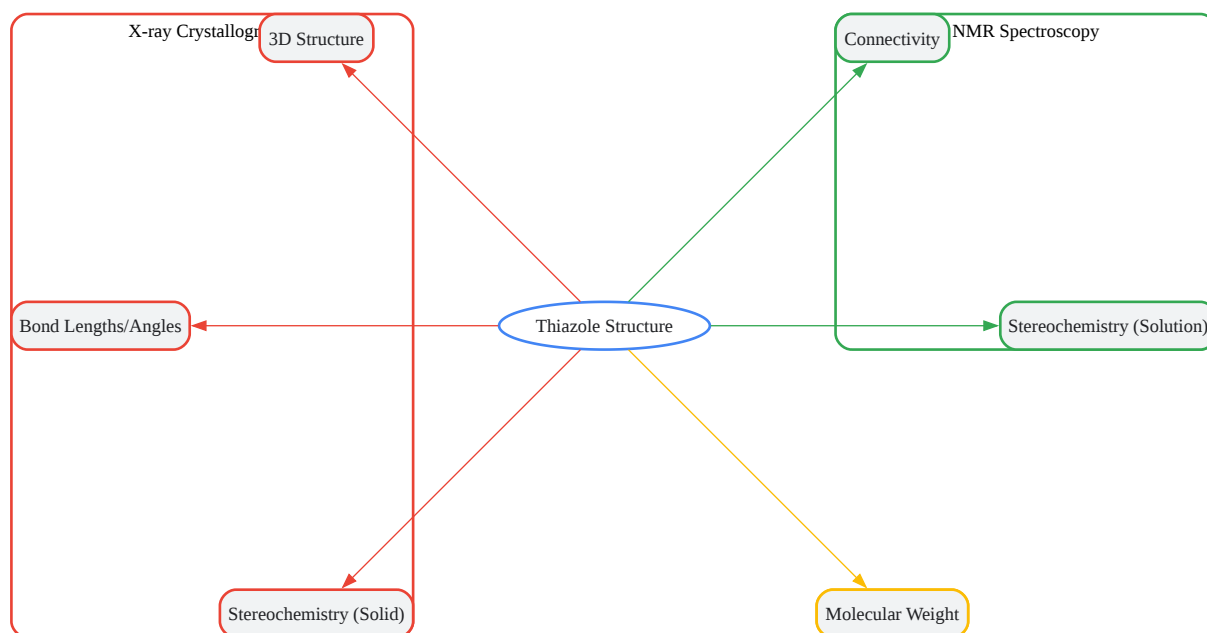 X-ray Crystallogr
3D Structure
Connectivity
NMR Spectroscopy
Bond Lengths/Angles
Thiazole Structure
Stereochemistry (Solution)
Stereochemistry (Solid)
Molecular Weight